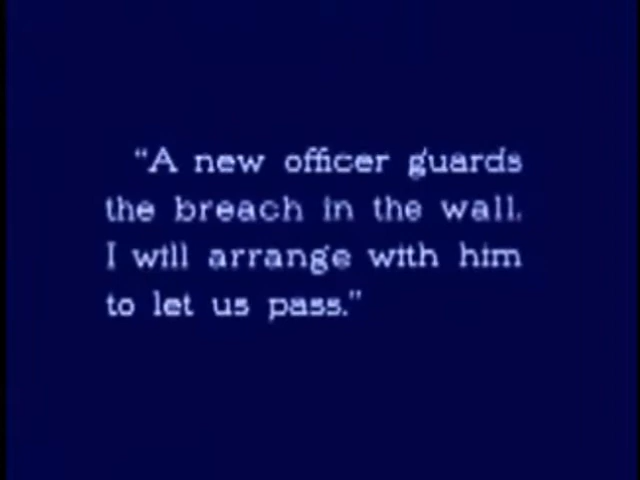 “A new officer guards
the breach in the wall.
I will arrange with him
to let us pass.”